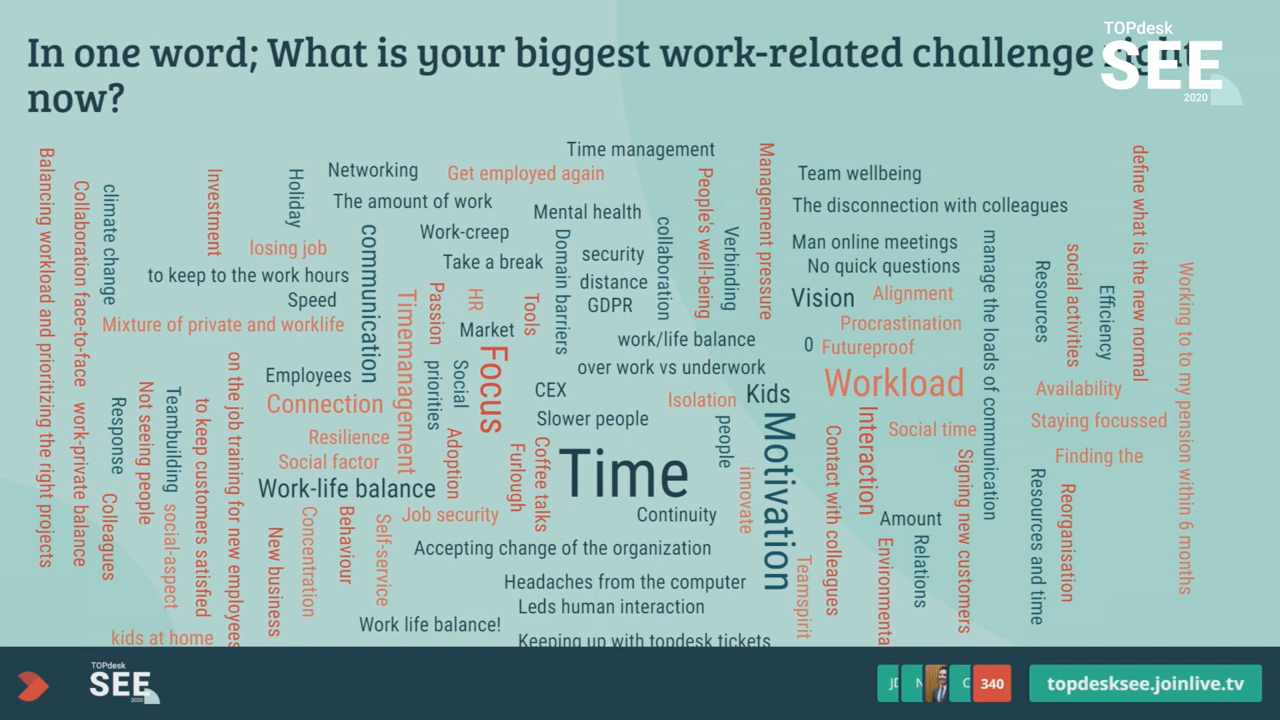 In one word; What is your biggest work-related challenge right
now?
TOPdesk
SEE
2020
Time management
Networking
Get employed again
Team wellbeing
The amount of work
Mental health
The disconnection with colleagues
Work-creep
Man online meetings
losing job
Take a break
security
No quick questions
to keep to the work hours
distance
Speed
GDPR
Vision
Alignment
Mixture of private and worklife
Market
work/life balance
Procrastination
0
Futureproof
over work vs underwork
Employees
CEX
Kids
Workload
Availability
Connection
Isolation
Slower people
Staying focussed
Resilience
Social time
Social factor
Finding the
Time
Work-life balance
Job security
Continuity
Amount
Accepting change of the organization
Headaches from the computer
Leds human interaction
Work life balance!
kids at home
Keeping up with topdesk tickets
Balancing workload and prioritizing the right projects
Collaboration face-to-face
work-private balance
climate change
Response
Colleagues
Not seeing people
Teambuilding
social-aspect
to keep customers satisfied
Investment
on the job training for new employees
New business
Holiday
Concentration
Behaviour
communication
Self-service
Timemanagement
Passion
priorities
Adoption
Social
HR
Focus
Furlough
Tools
Coffee talks
Domain barriers
collaboration
People's well-being
Verbinding
people
innovate
Management pressure
Motivation
Teamspirit
Contact with colleagues
Interaction
Environmenta
Relations
Signing new customers
manage the loads of communication
Resources
Resources and time
social activities
Reorganisation
Efficiency
define what is the new normal
Working to to my pension within 6 months
TOPdesk
SEE
2020
JD
N
C
340
topdesksee.joinlive.tv